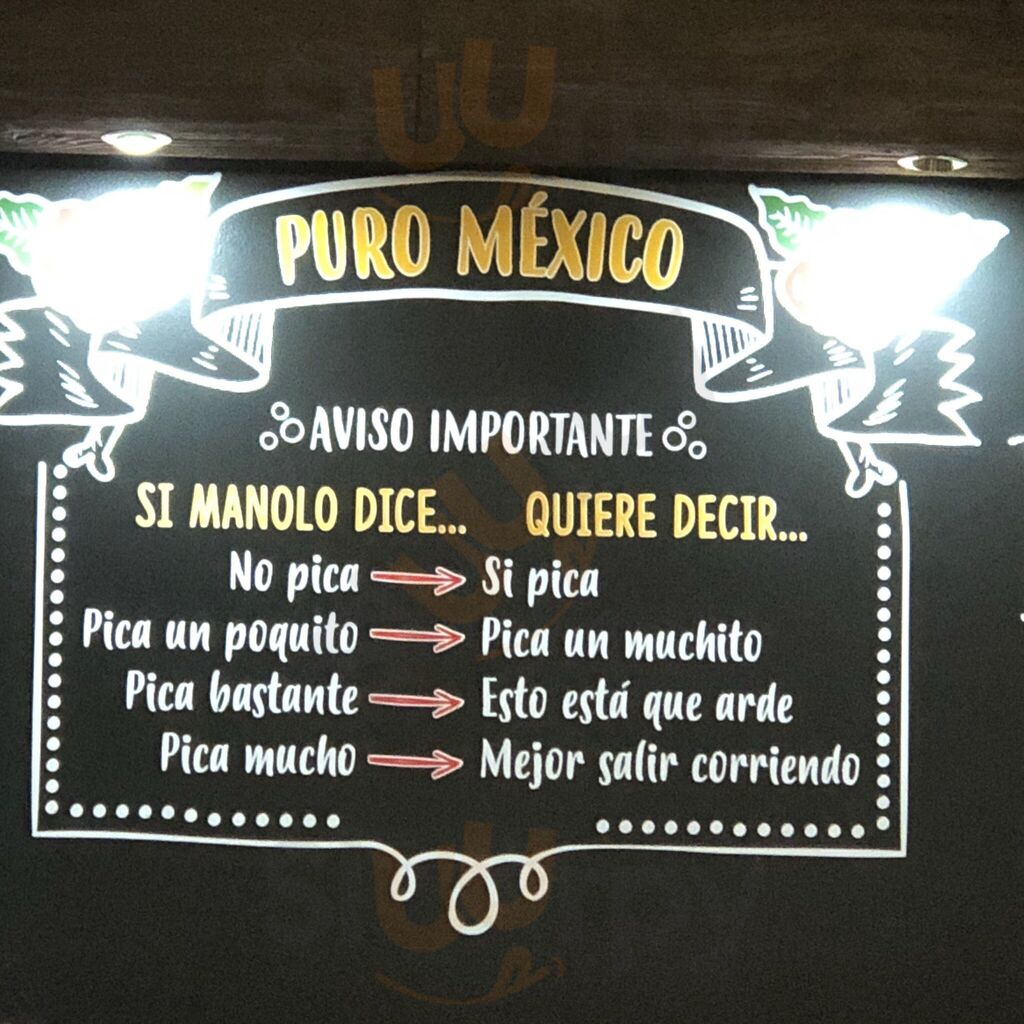 PURO MÉXICO
AVISO IMPORTANTE
SI MANOLO DICE... QUIERE DECIR...
No pica → Si pica
Pica un poquito → Pica un muchito
Pica bastante → Esto está que arde
Pica mucho → Mejor salir corriendo